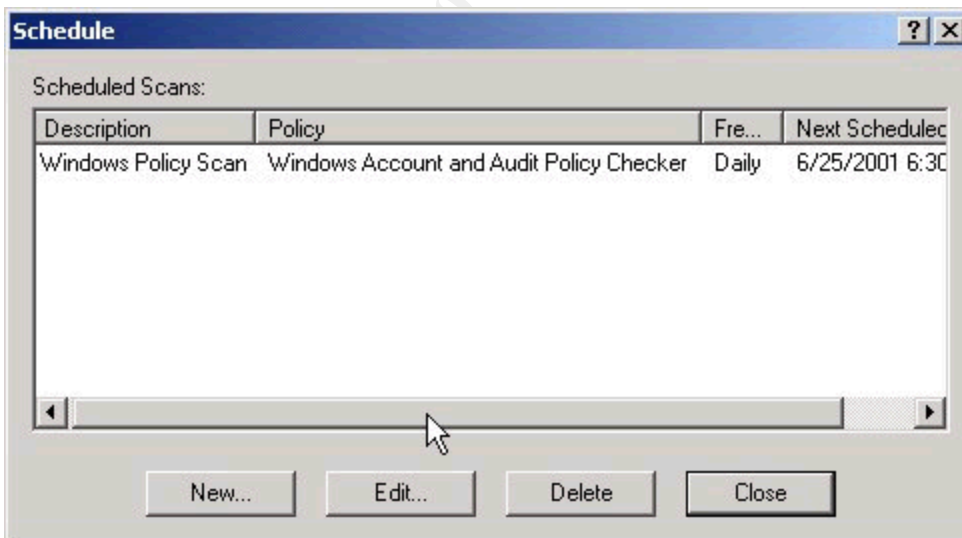 Schedule
Scheduled Scans:
Description Policy Fre... Next Scheduled
Windows Policy Scan Windows Account and Audit Policy Checker Daily 6/25/2001 6:30
New... Edit... Delete Close